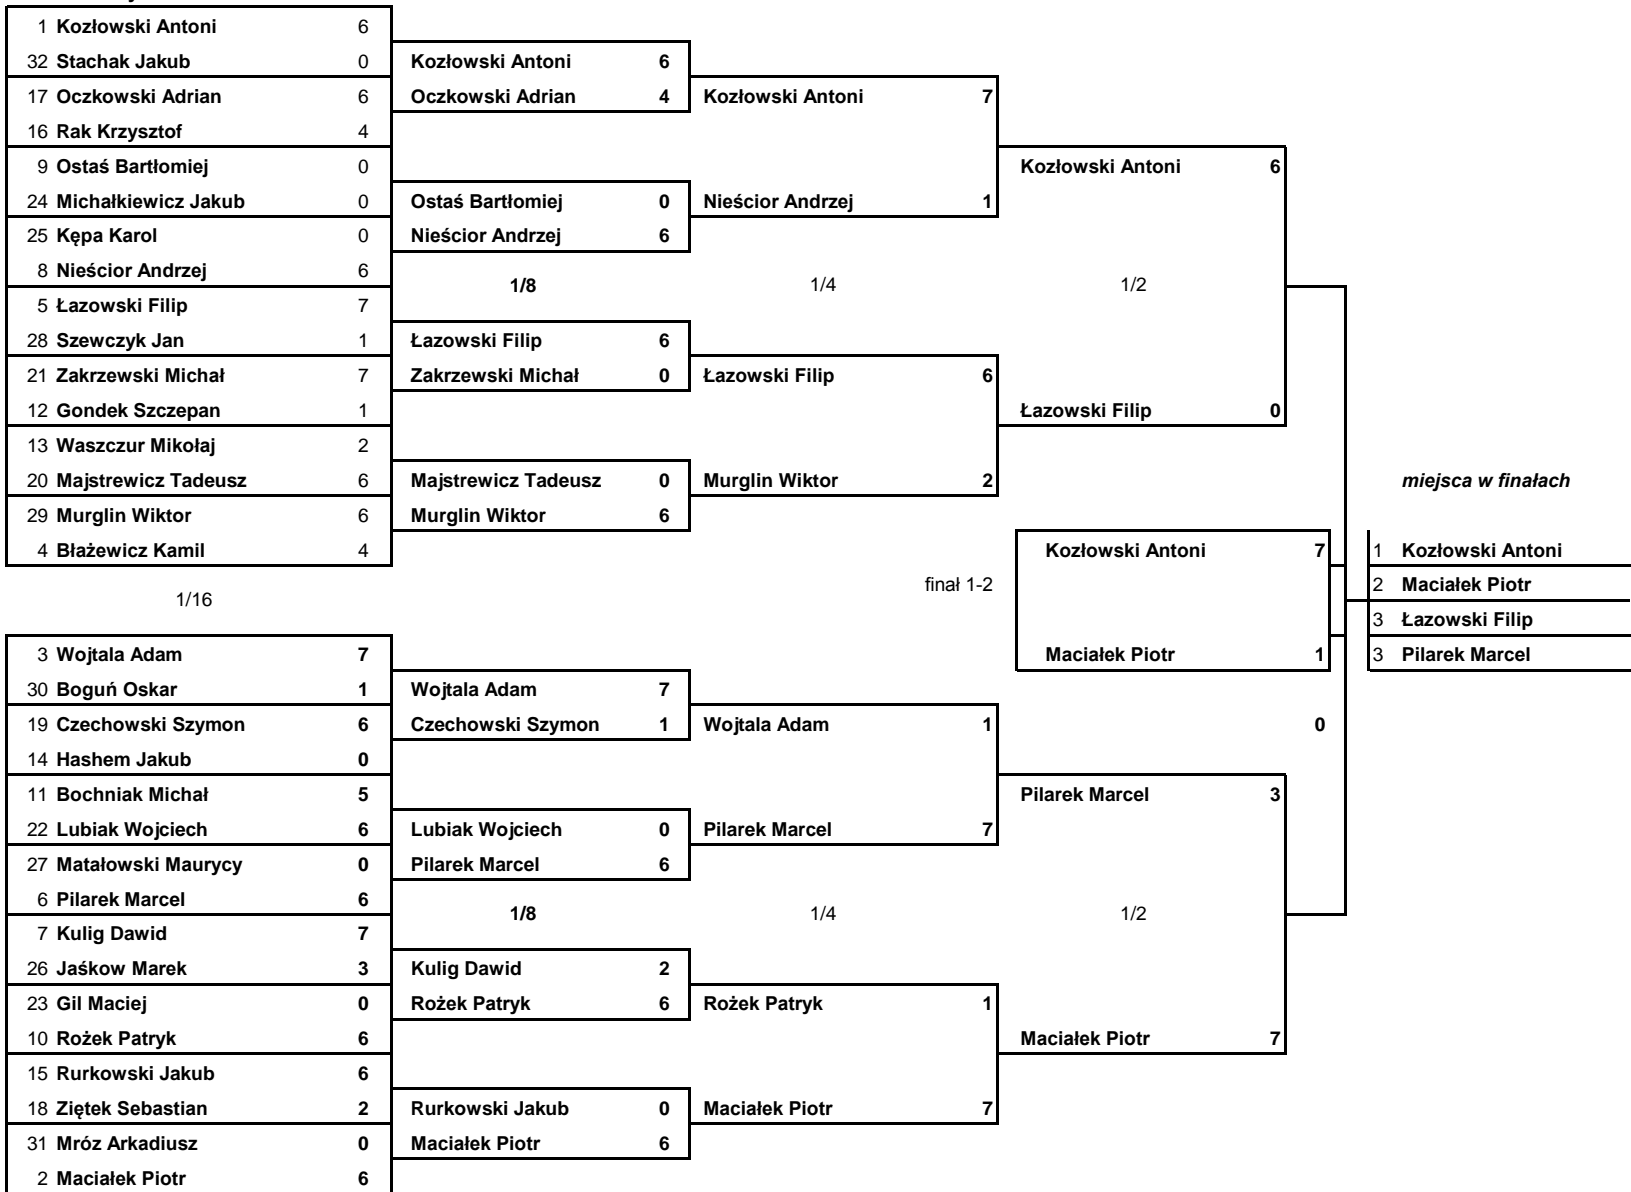 1 Kozłowski Antoni 6
32 Stachak Jakub 0 Kozłowski Antoni 6
17 Oczkowski Adrian 6 Oczkowski Adrian 4 Kozłowski Antoni 7
16 Rak Krzysztof 4
9 Ostaś Bartłomiej 0 Kozłowski Antoni 6
24 Michałkiewicz Jakub 0 Ostaś Bartłomiej 0 Nieścior Andrzej 1
25 Kępa Karol 0 Nieścior Andrzej 6
8 Nieścior Andrzej 6 1/8 1/4 1/2
5 Łazowski Filip 7
28 Szewczyk Jan 1 Łazowski Filip 6
21 Zakrzewski Michał 7 Zakrzewski Michał 0 Łazowski Filip 6
12 Gondek Szczepan 1 Łazowski Filip 0
13 Waszczur Mikołaj 2
20 Majstrewicz Tadeusz 6 Majstrewicz Tadeusz 0 Murglin Wiktor 2 miejsca w finałach
29 Murglin Wiktor 6 Murglin Wiktor 6
4 Błażewicz Kamil 4 Kozłowski Antoni 7 1 Kozłowski Antoni
1/16 finał 1-2 2 Maciałek Piotr
3 Łazowski Filip
3 Wojtala Adam 7 Maciałek Piotr 1 3 Pilarek Marcel
30 Boguń Oskar 1 Wojtala Adam 7
19 Czechowski Szymon 6 Czechowski Szymon 1 Wojtala Adam 1 0
14 Hashem Jakub 0
11 Bochniak Michał 5 Pilarek Marcel 3
22 Lubiak Wojciech 6 Lubiak Wojciech 0 Pilarek Marcel 7
27 Matałowski Maurycy 0 Pilarek Marcel 6
6 Pilarek Marcel 6 1/8 1/4 1/2
7 Kulig Dawid 7
26 Jaśkow Marek 3 Kulig Dawid 2
23 Gil Maciej 0 Rożek Patryk 6 Rożek Patryk 1
10 Rożek Patryk 6 Maciałek Piotr 7
15 Rurkowski Jakub 6
18 Ziętek Sebastian 2 Rurkowski Jakub 0 Maciałek Piotr 7
31 Mróz Arkadiusz 0 Maciałek Piotr 6
2 Maciałek Piotr 6